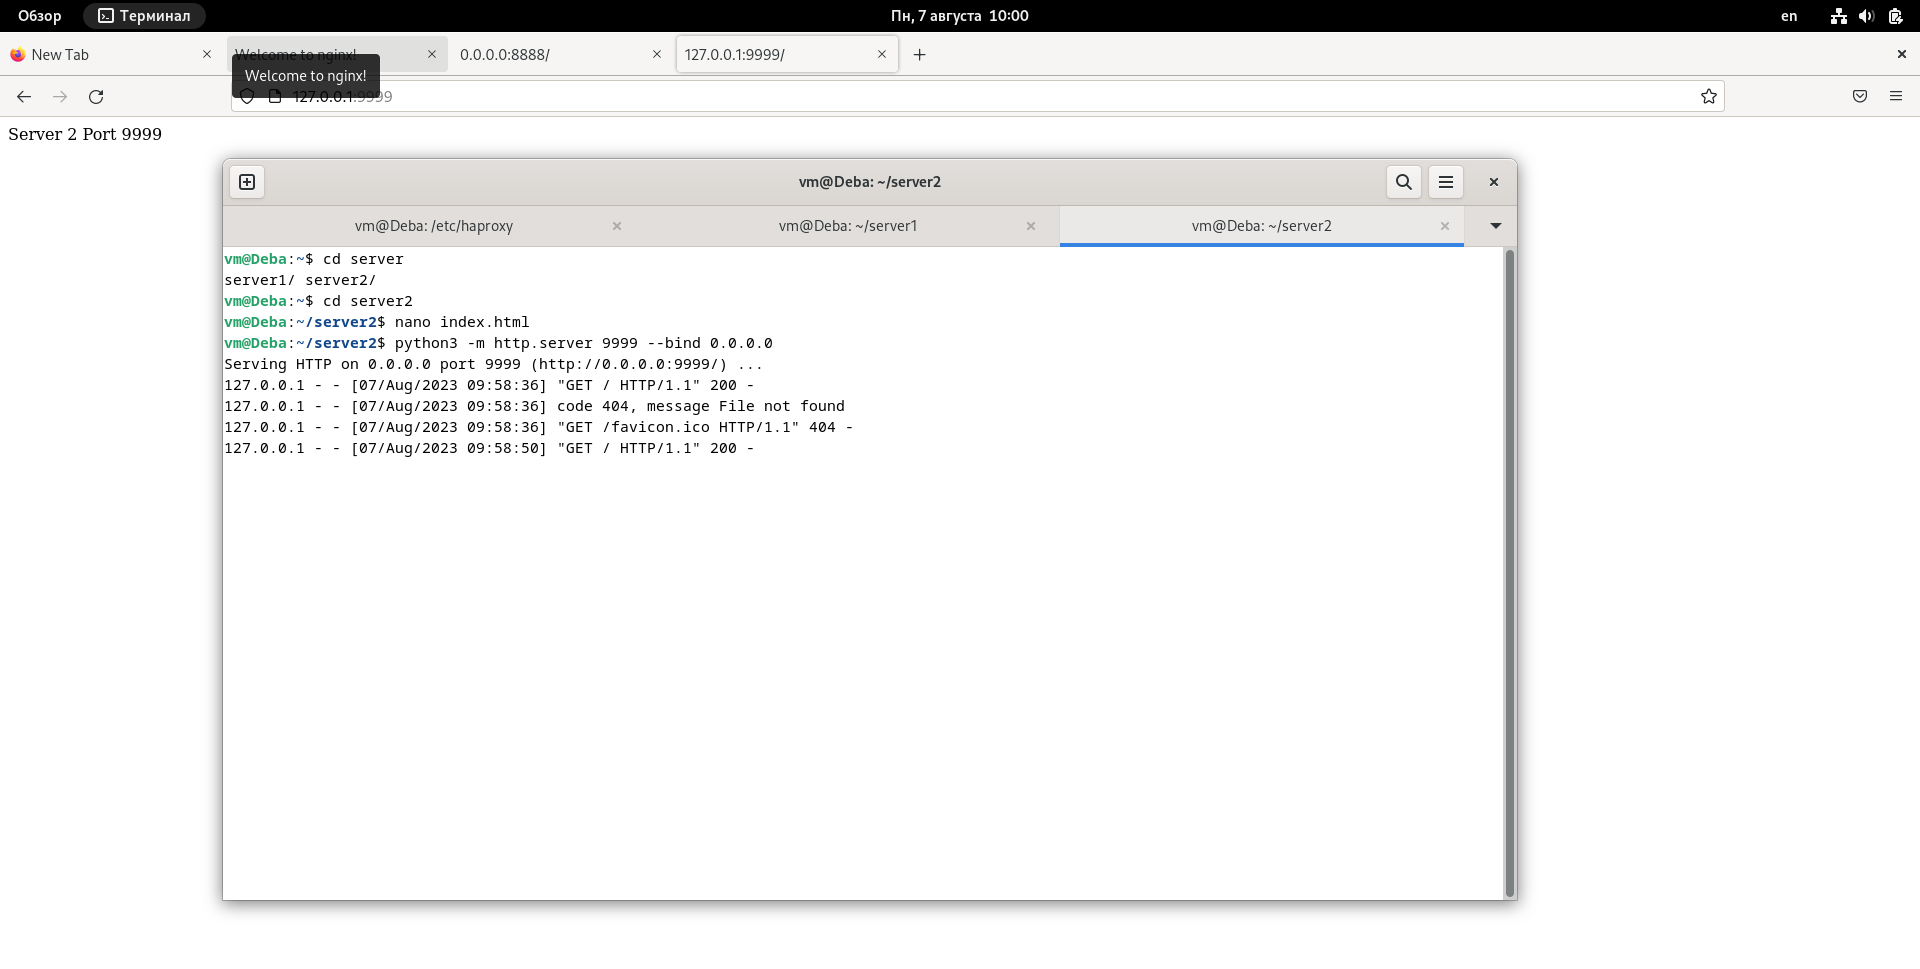 Обзор
Терминал
Пн, 7 августа 10:00
en
New Tab
Welcome to nginx!
0.0.0.0:8888/
127.0.0.1:9999/
Welcome to nginx!
127.0.0.1:9999
Server 2 Port 9999
vm@Deba: ~/server2
vm@Deba: /etc/haproxy
vm@Deba: ~/server1
vm@Deba: ~/server2
vm@Deba:~$ cd server
server1/ server2/
vm@Deba:~$ cd server2
vm@Deba:~/server2$ nano index.html
vm@Deba:~/server2$ python3 -m http.server 9999 --bind 0.0.0.0
Serving HTTP on 0.0.0.0 port 9999 (http://0.0.0.0:9999/) ...
127.0.0.1 - - [07/Aug/2023 09:58:36] "GET / HTTP/1.1" 200 -
127.0.0.1 - - [07/Aug/2023 09:58:36] code 404, message File not found
127.0.0.1 - - [07/Aug/2023 09:58:36] "GET /favicon.ico HTTP/1.1" 404 -
127.0.0.1 - - [07/Aug/2023 09:58:50] "GET / HTTP/1.1" 200 -